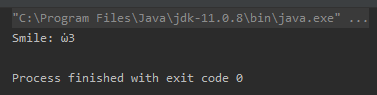 "C:\Program Files\Java\jdk-11.0.8\bin\java.exe" ...
Smile: ώ3
Process finished with exit code 0